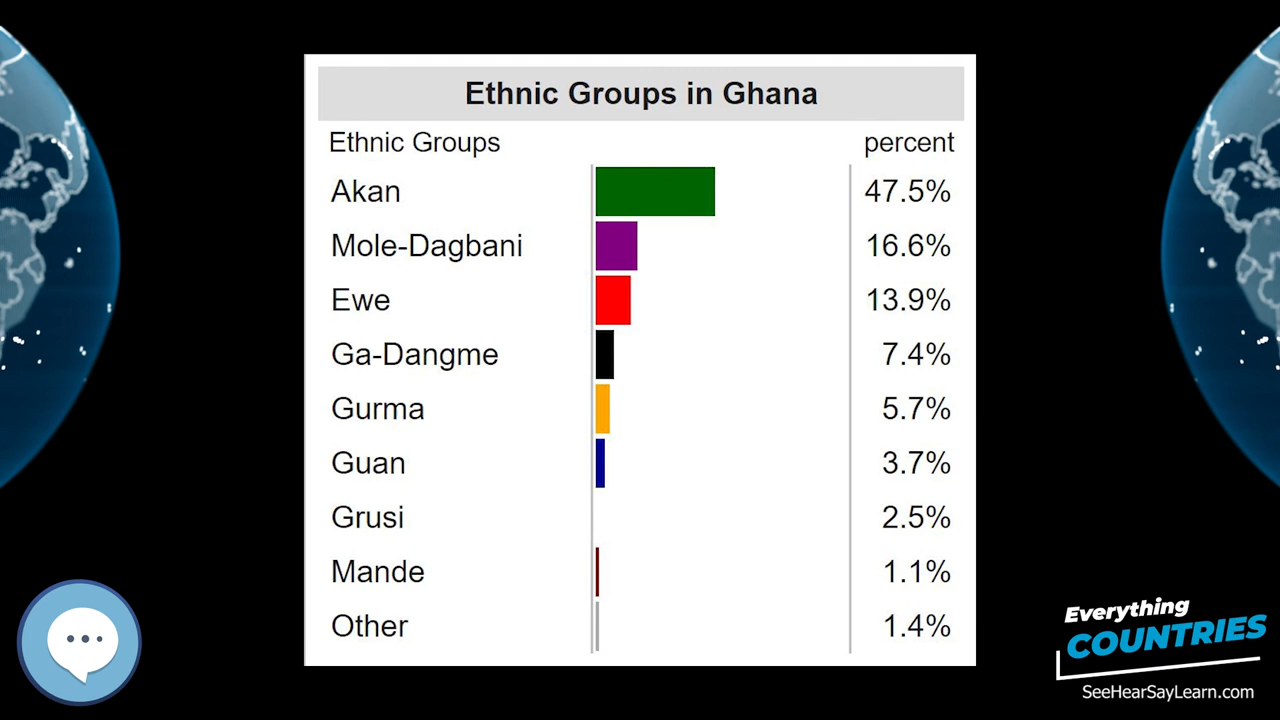 Ethnic Groups in Ghana
Ethnic Groups percent
Akan 47.5%
Mole-Dagbani 16.6%
Ewe 13.9%
Ga-Dangme 7.4%
Gurma 5.7%
Guan 3.7%
Grusi 2.5%
Mande 1.1%
Other 1.4%
Everything
COUNTRIES
SeeHearSayLearn.com